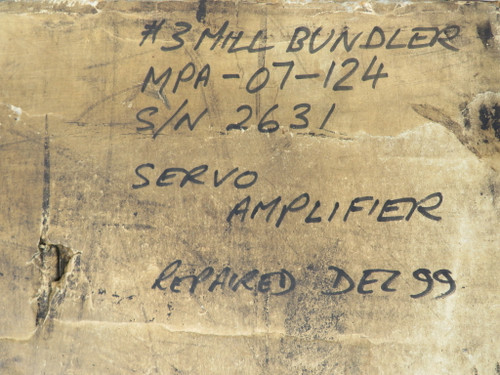 #3 MILL BUNDLER
MPA-07-124
S/N 2631
SERVO
AMPLIFIER
REPAIRED DEC 99